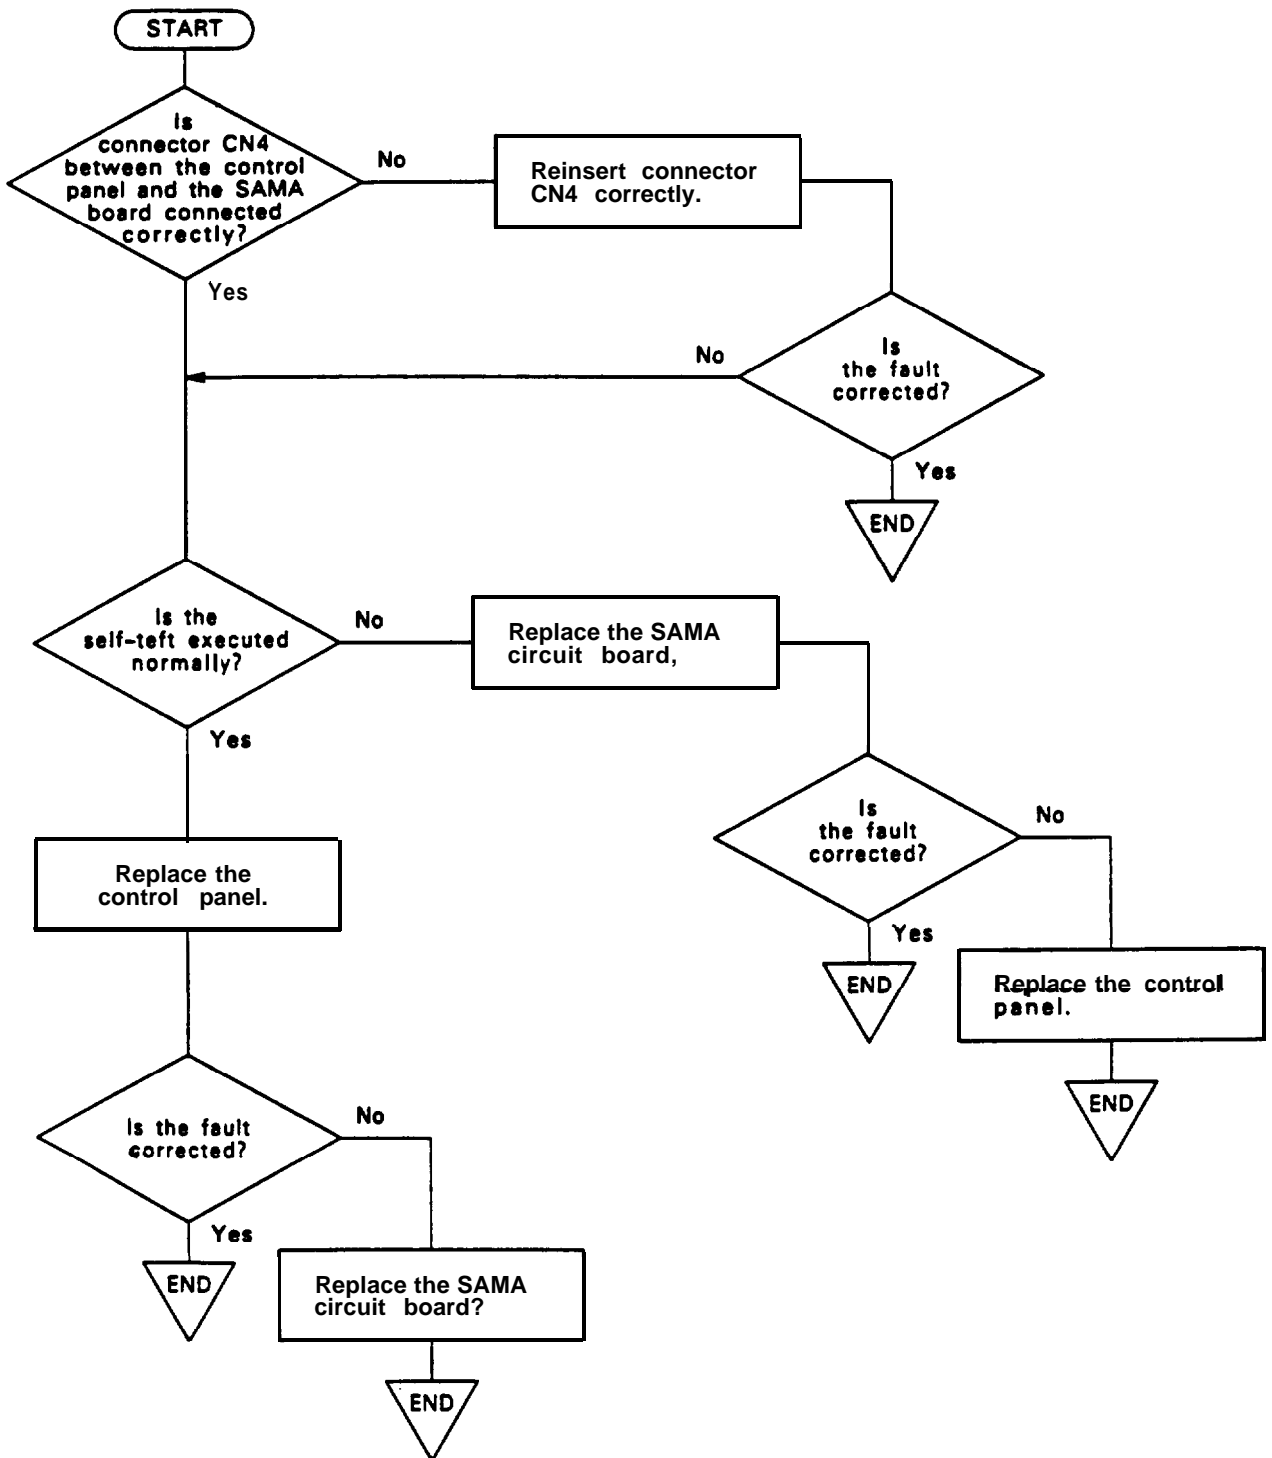 START
Is
connector CN4
between the control
panel and the SAMA
board connected
correctly?
No
Reinsert connector
CN4 correctly.
Yes
No
Is
the fault
corrected?
Yes
END
Is the
self-teft executed
normally?
No
Replace the SAMA
circuit board,
Yes
Is
the fault
corrected?
No
Replace the
control panel.
Yes
END
Replace the control
panel.
END
Is the fault
corrected?
No
Yes
END
Replace the SAMA
circuit board?
END